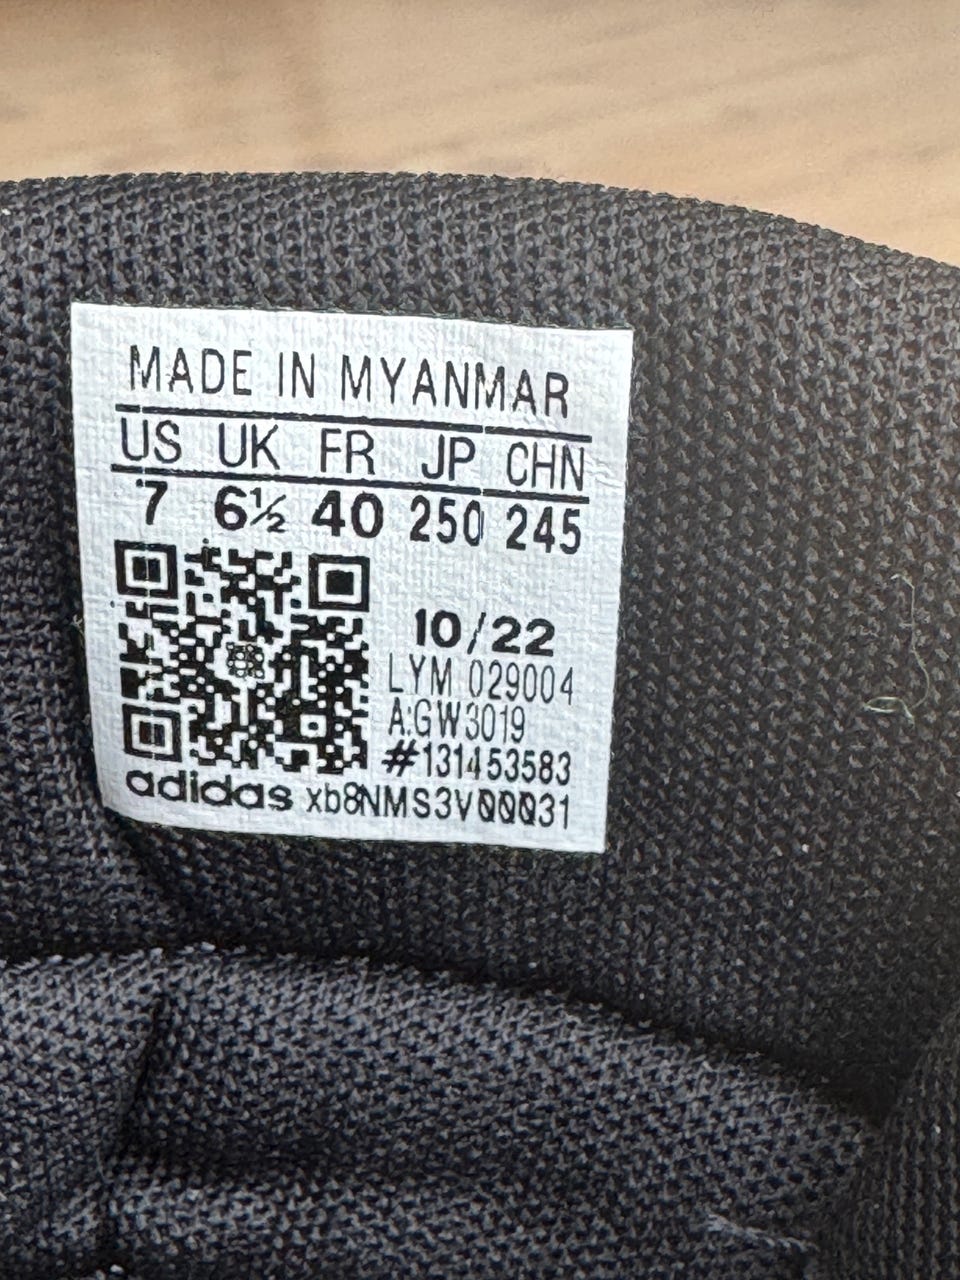 MADE IN MYANMAR
US UK FR JP CHN
7 6½ 40 250 245
10/22
LYM 029004
A:GW3019
#131453583
adidas xb8NMS3V00031